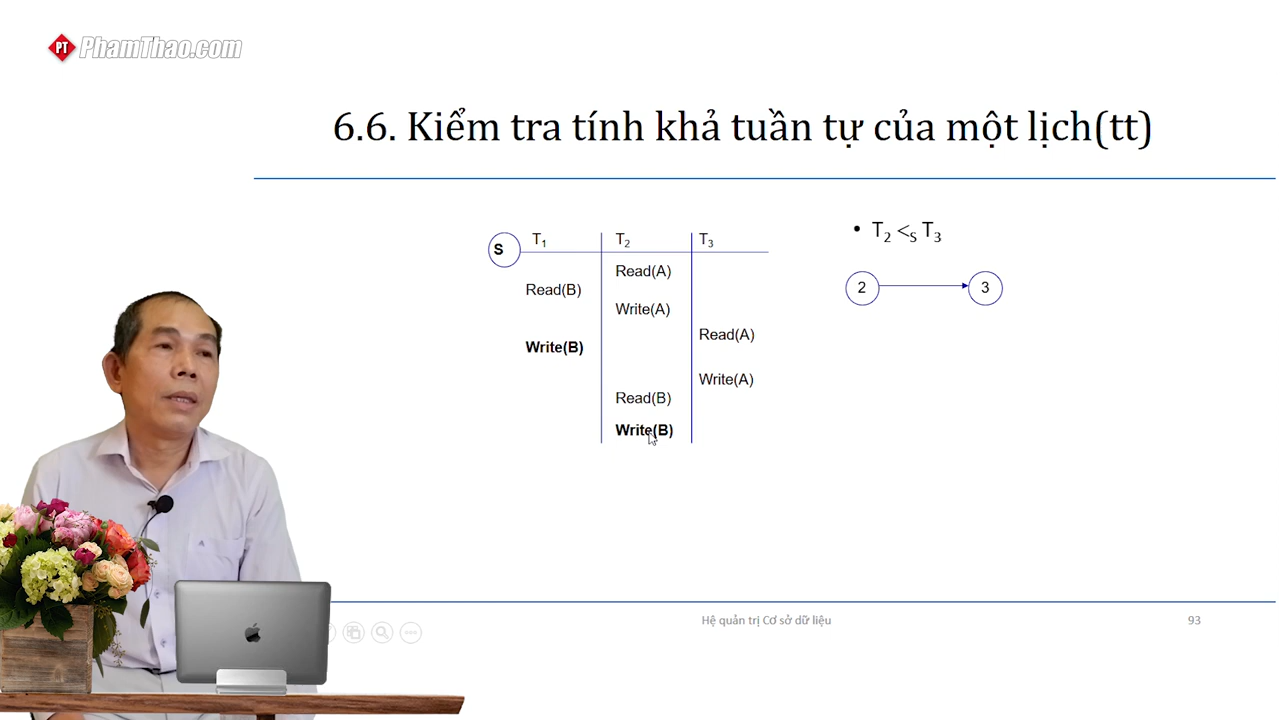 PT PhamThao.com
6.6. Kiểm tra tính khả tuần tự của một lịch(tt)
S T1 T2 T3
Read(A)
Read(B)
Write(A)
Read(A)
Write(B)
Write(A)
Read(B)
Write(B)
• T2 <S T3
2 3
Hệ quản trị Cơ sở dữ liệu 93